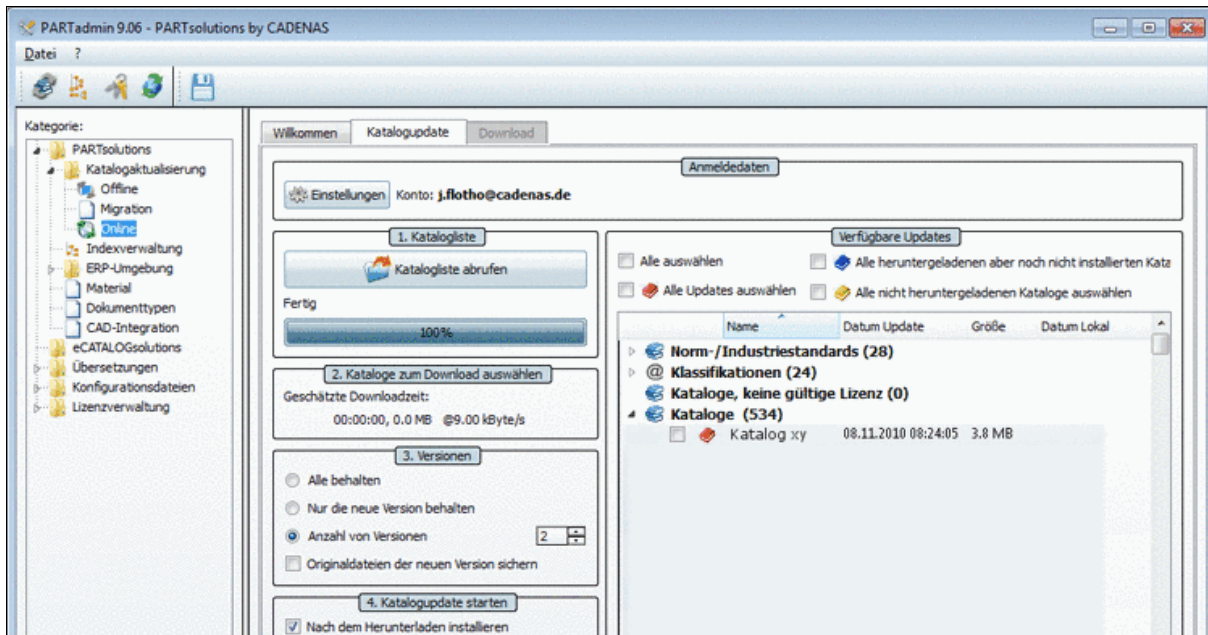 PARTadmin 9.06 - PARTsolutions by CADENAS
Datei ?
Kategorie:
PARTsolutions
Katalogaktualisierung
Offline
Migration
Online
Indexverwaltung
ERP-Umgebung
Material
Dokumenttypen
CAD-Integration
eCATALOGsolutions
Übersetzungen
Konfigurationsdateien
Lizenzverwaltung
Willkommen Katalogupdate Download
Anmeldedaten
Einstellungen Konto: j.flotho@cadenas.de
1. Katalogliste
Katalogliste abrufen
Fertig
100%
2. Kataloge zum Download auswählen
Geschätzte Downloadzeit:
00:00:00, 0.0 MB @9.00 kByte/s
3. Versionen
Alle behalten
Nur die neue Version behalten
Anzahl von Versionen 2
Originaldateien der neuen Version sichern
4. Katalogupdate starten
Nach dem Herunterladen installieren
Verfügbare Updates
Alle auswählen Alle heruntergeladenen aber noch nicht installierten Kata
Alle Updates auswählen Alle nicht heruntergeladenen Kataloge auswählen
Name Datum Update Größe Datum Lokal
Norm-/Industriestandards (28)
@ Klassifikationen (24)
Kataloge, keine gültige Lizenz (0)
Kataloge (534)
Katalog xy 08.11.2010 08:24:05 3.8 MB